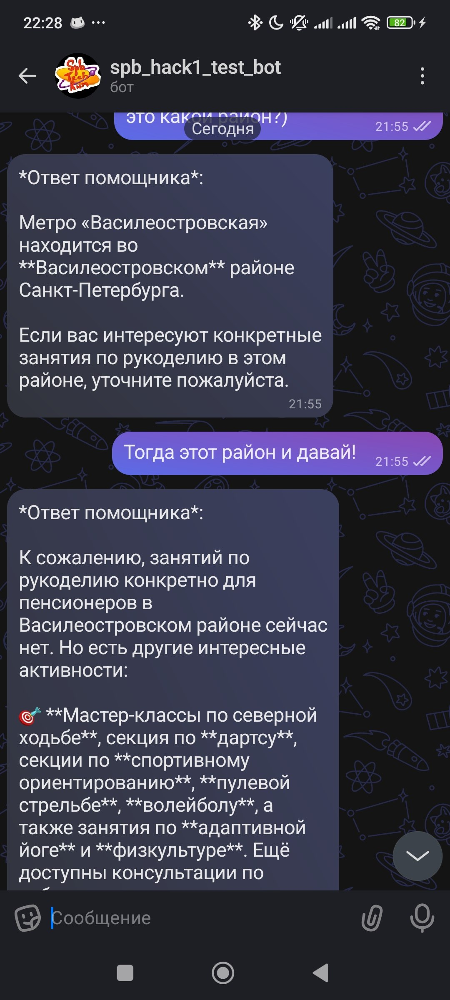 22:28
82
Spb
Tech
Run
spb_hack1_test_bot
бот
это какой район?)
21:55
Сегодня
*Ответ помощника*:
Метро «Василеостровская»
находится во
**Василеостровском** районе
Санкт-Петербурга.
Если вас интересуют конкретные
занятия по рукоделию в этом
районе, уточните пожалуйста.
21:55
Тогда этот район и давай!
21:55
*Ответ помощника*:
К сожалению, занятий по
рукоделию конкретно для
пенсионеров в
Василеостровском районе сейчас
нет. Но есть другие интересные
активности:
🎯 **Мастер-классы по северной
ходьбе**, секция по **дартсу**,
секции по **спортивному
ориентированию**, **пулевой
стрельбе**, **волейболу**, а
также занятия по **адаптивной
йоге** и **физкультуре**. Ещё
доступны консультации по
Сообщение